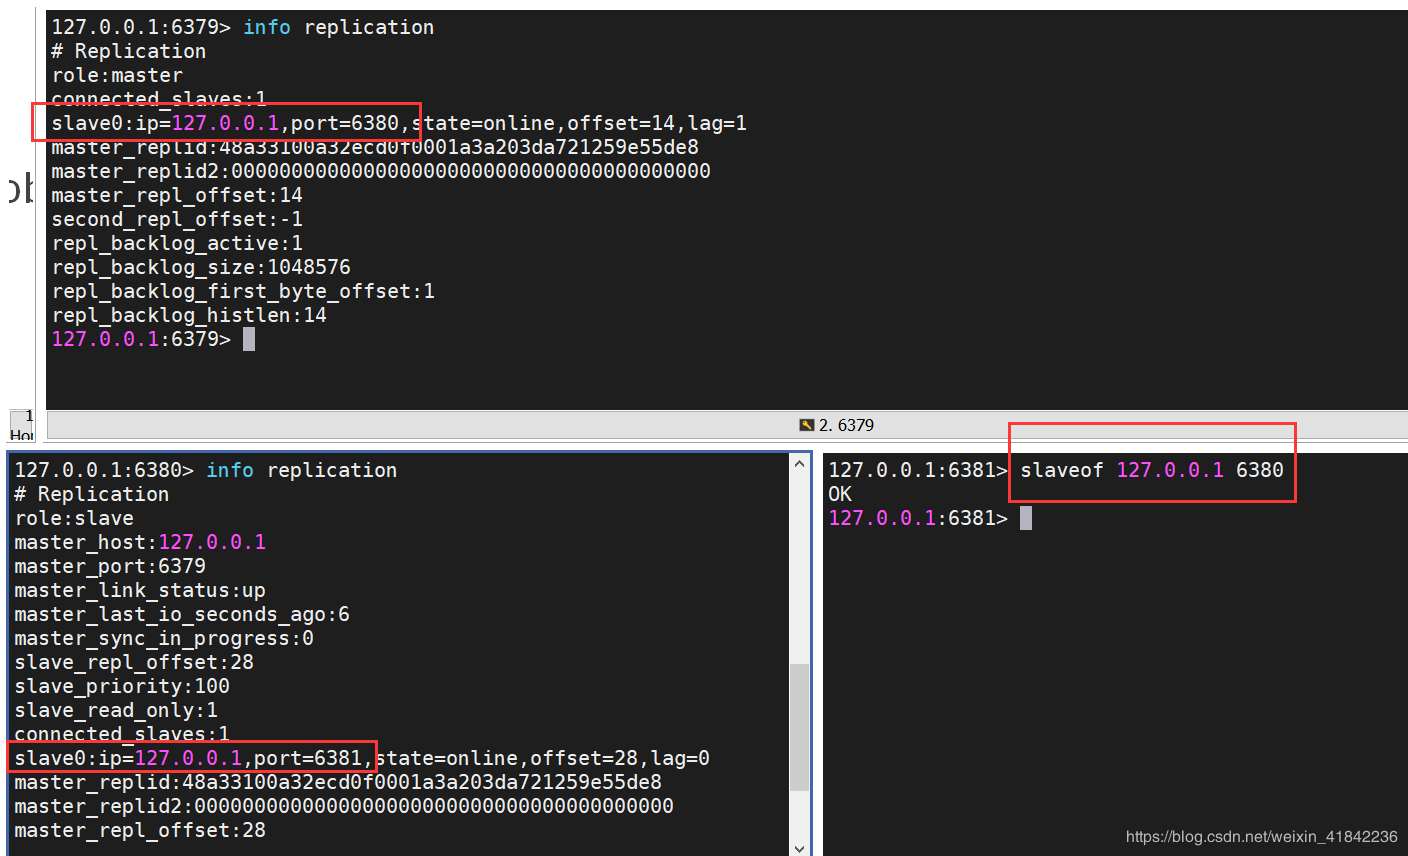 127.0.0.1:6379> info replication
# Replication
role:master
connected_slaves:1
slave0:ip=127.0.0.1,port=6380,state=online,offset=14,lag=1
master_replid:48a33100a32ecd0f0001a3a203da721259e55de8
master_replid2:0000000000000000000000000000000000000000
master_repl_offset:14
second_repl_offset:-1
repl_backlog_active:1
repl_backlog_size:1048576
repl_backlog_first_byte_offset:1
repl_backlog_histlen:14
127.0.0.1:6379>
2. 6379
127.0.0.1:6380> info replication
# Replication
role:slave
master_host:127.0.0.1
master_port:6379
master_link_status:up
master_last_io_seconds_ago:6
master_sync_in_progress:0
slave_repl_offset:28
slave_priority:100
slave_read_only:1
connected_slaves:1
slave0:ip=127.0.0.1,port=6381,state=online,offset=28,lag=0
master_replid:48a33100a32ecd0f0001a3a203da721259e55de8
master_replid2:0000000000000000000000000000000000000000
master_repl_offset:28
127.0.0.1:6381> slaveof 127.0.0.1 6380
OK
127.0.0.1:6381>
https://blog.csdn.net/weixin_41842236